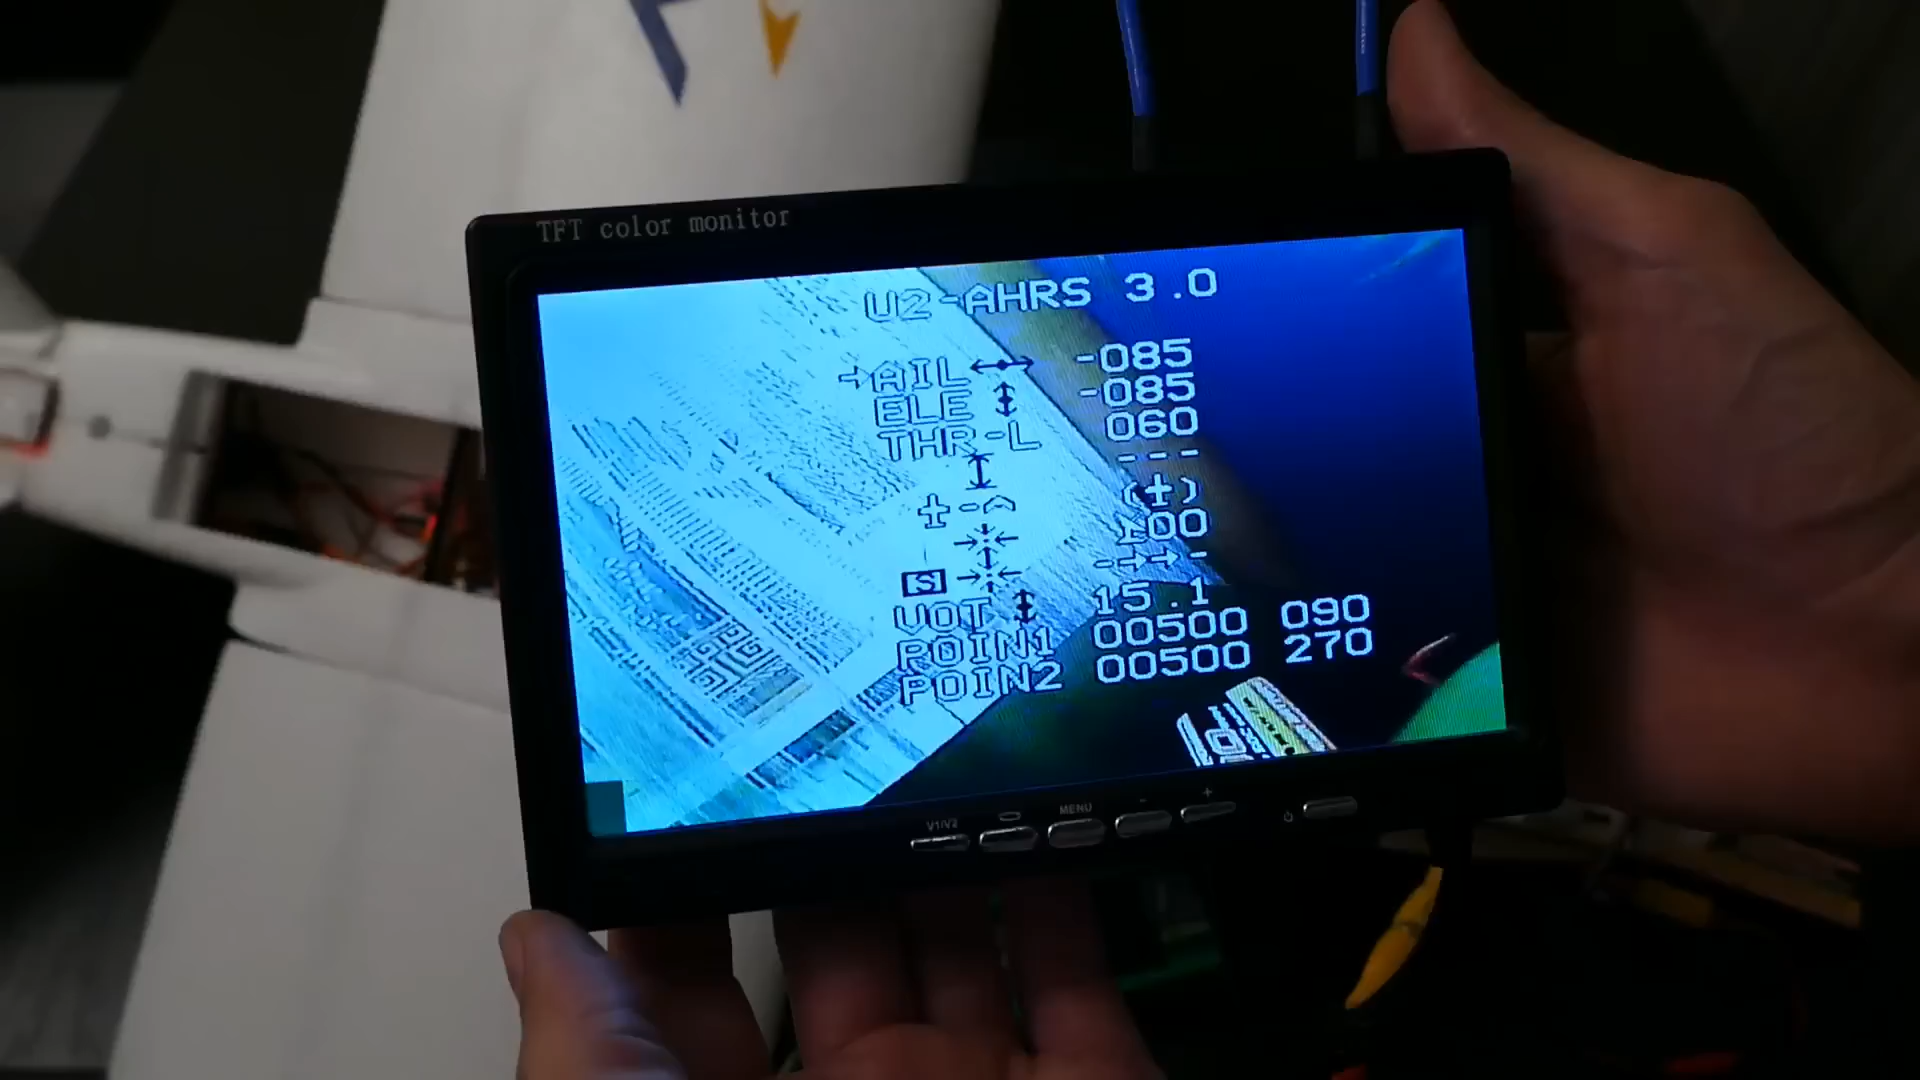 TFT color monitor
U2-AHRS 3.0
AIL -085
ELE -085
THR-L 060
---
(+)
100
S
VOT 15.1
POIN1 00500 090
POIN2 00500 270
V1/V2 MENU - +